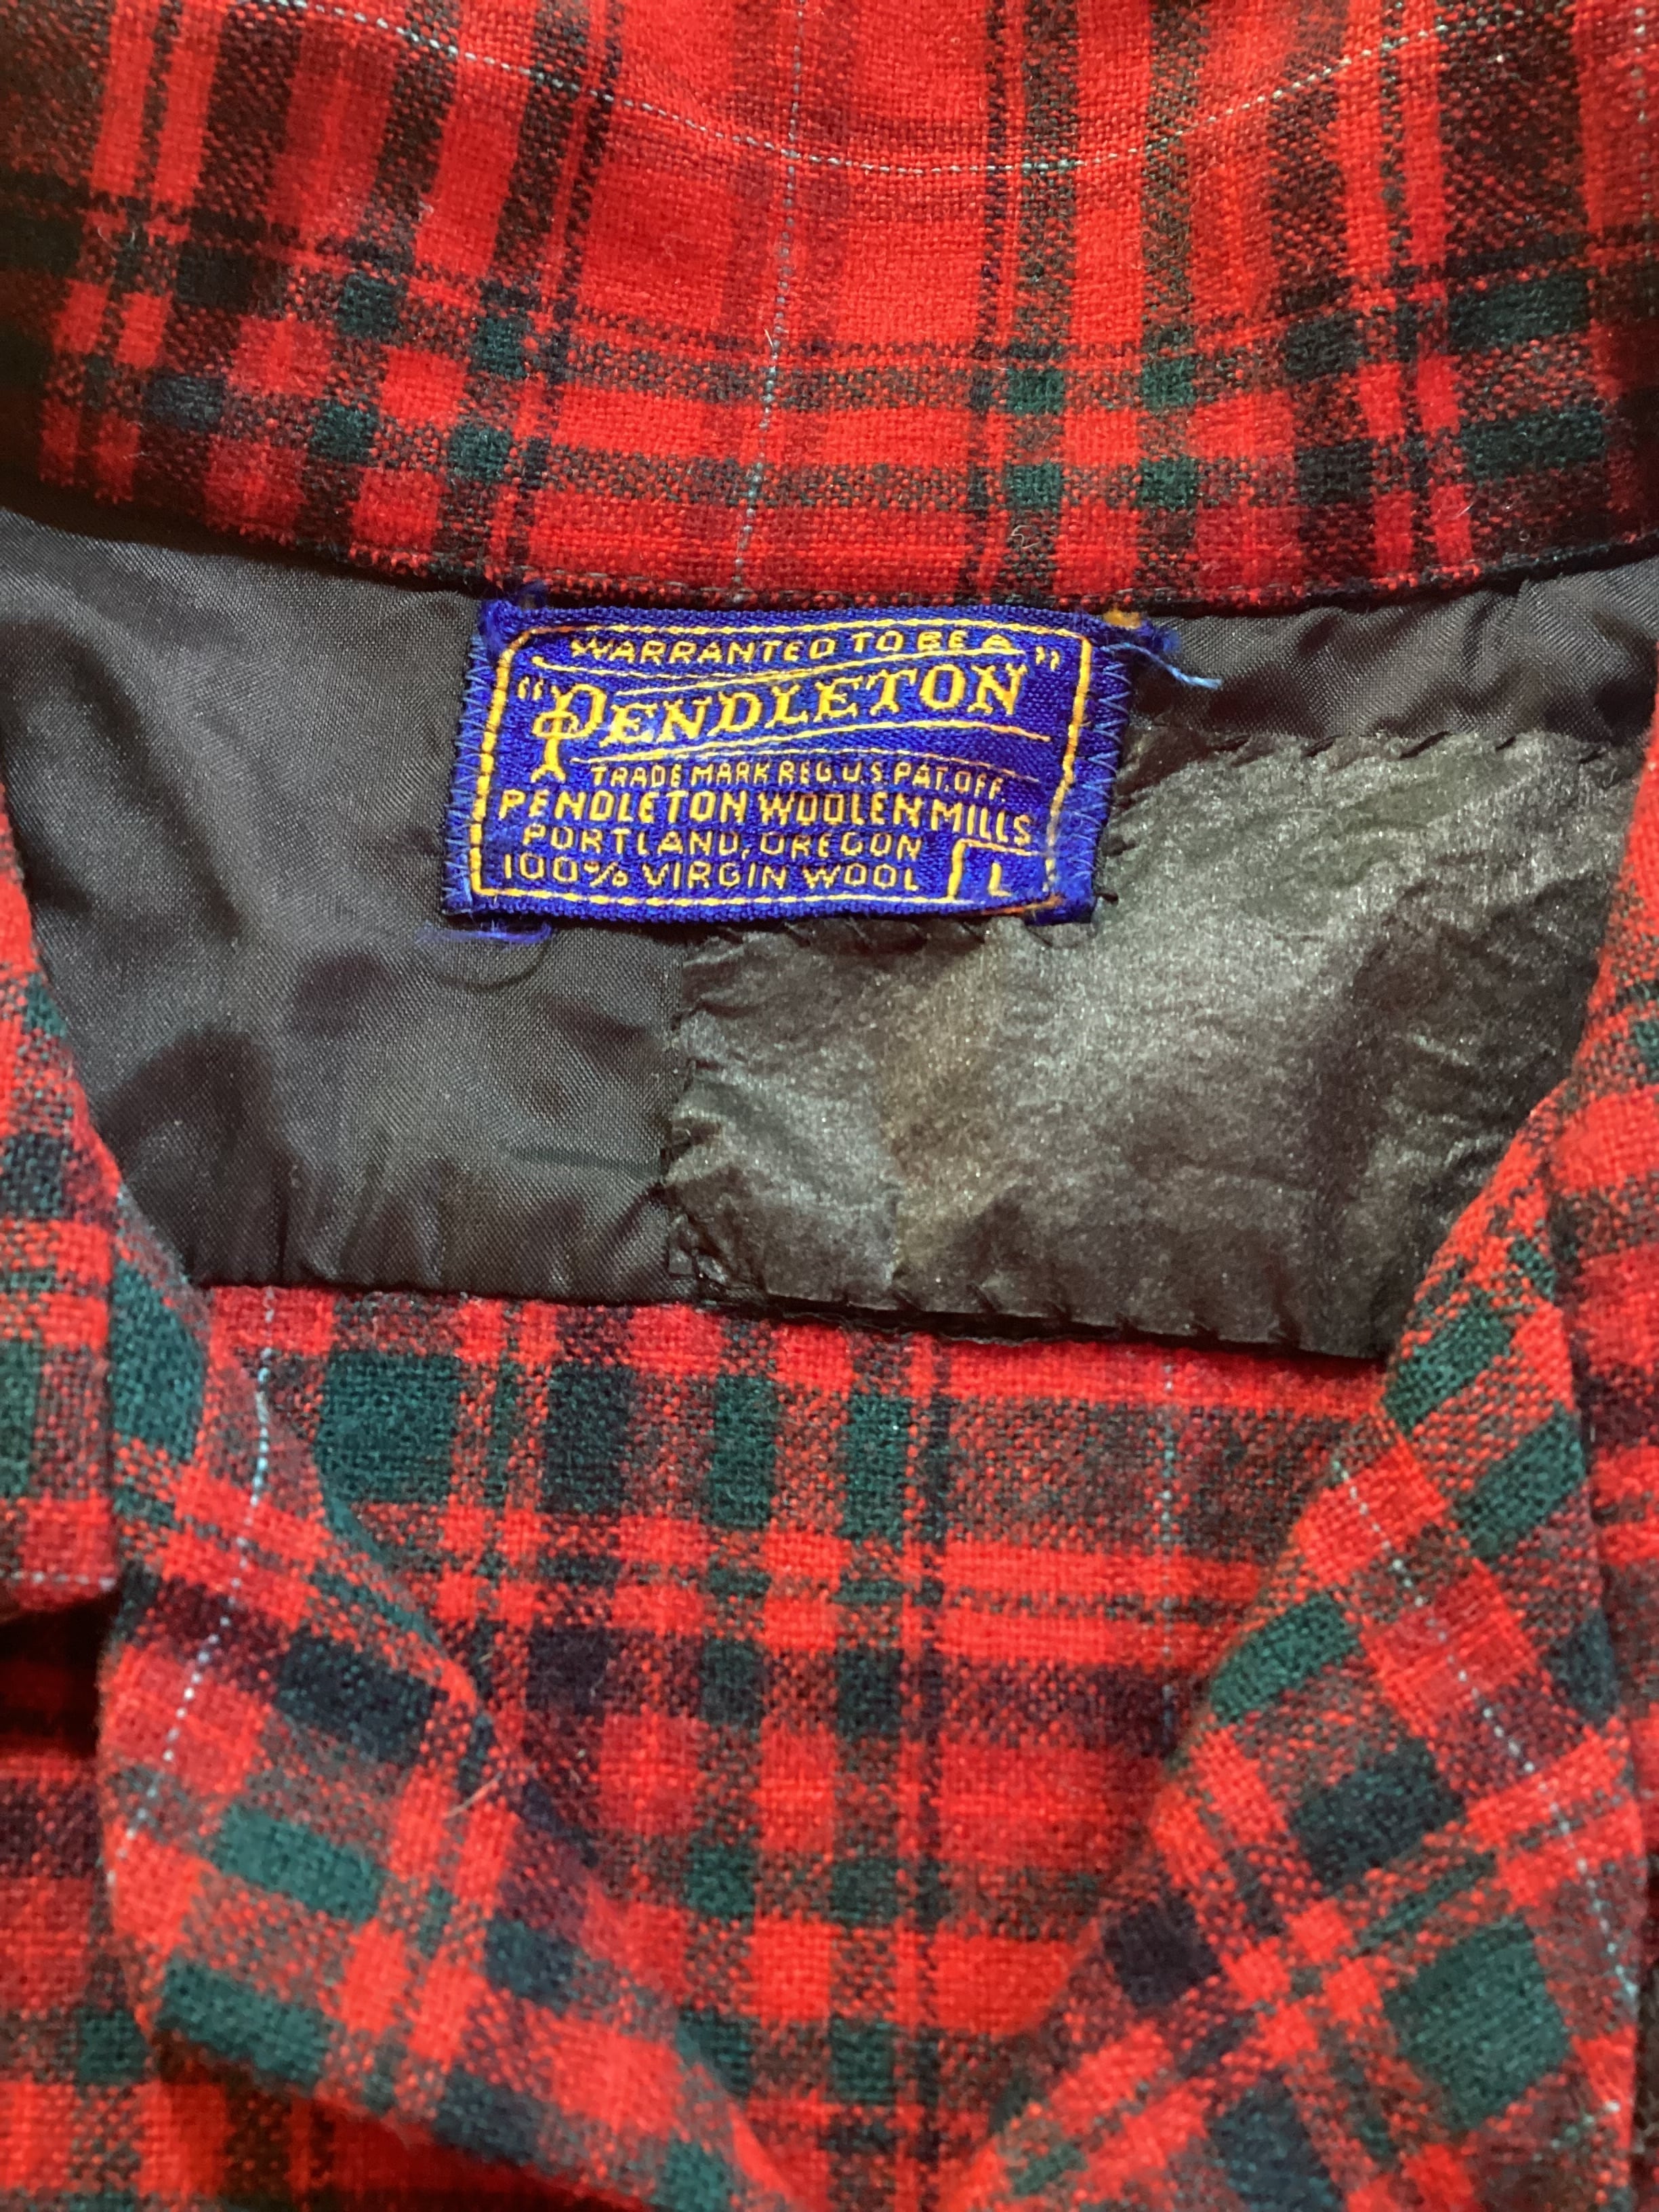 WARRANTED TO BE A
"PENDLETON"
TRADE MARK REG. U.S. PAT. OFF.
PENDLETON WOOLEN MILLS
PORTLAND, OREGON
100% VIRGIN WOOL L